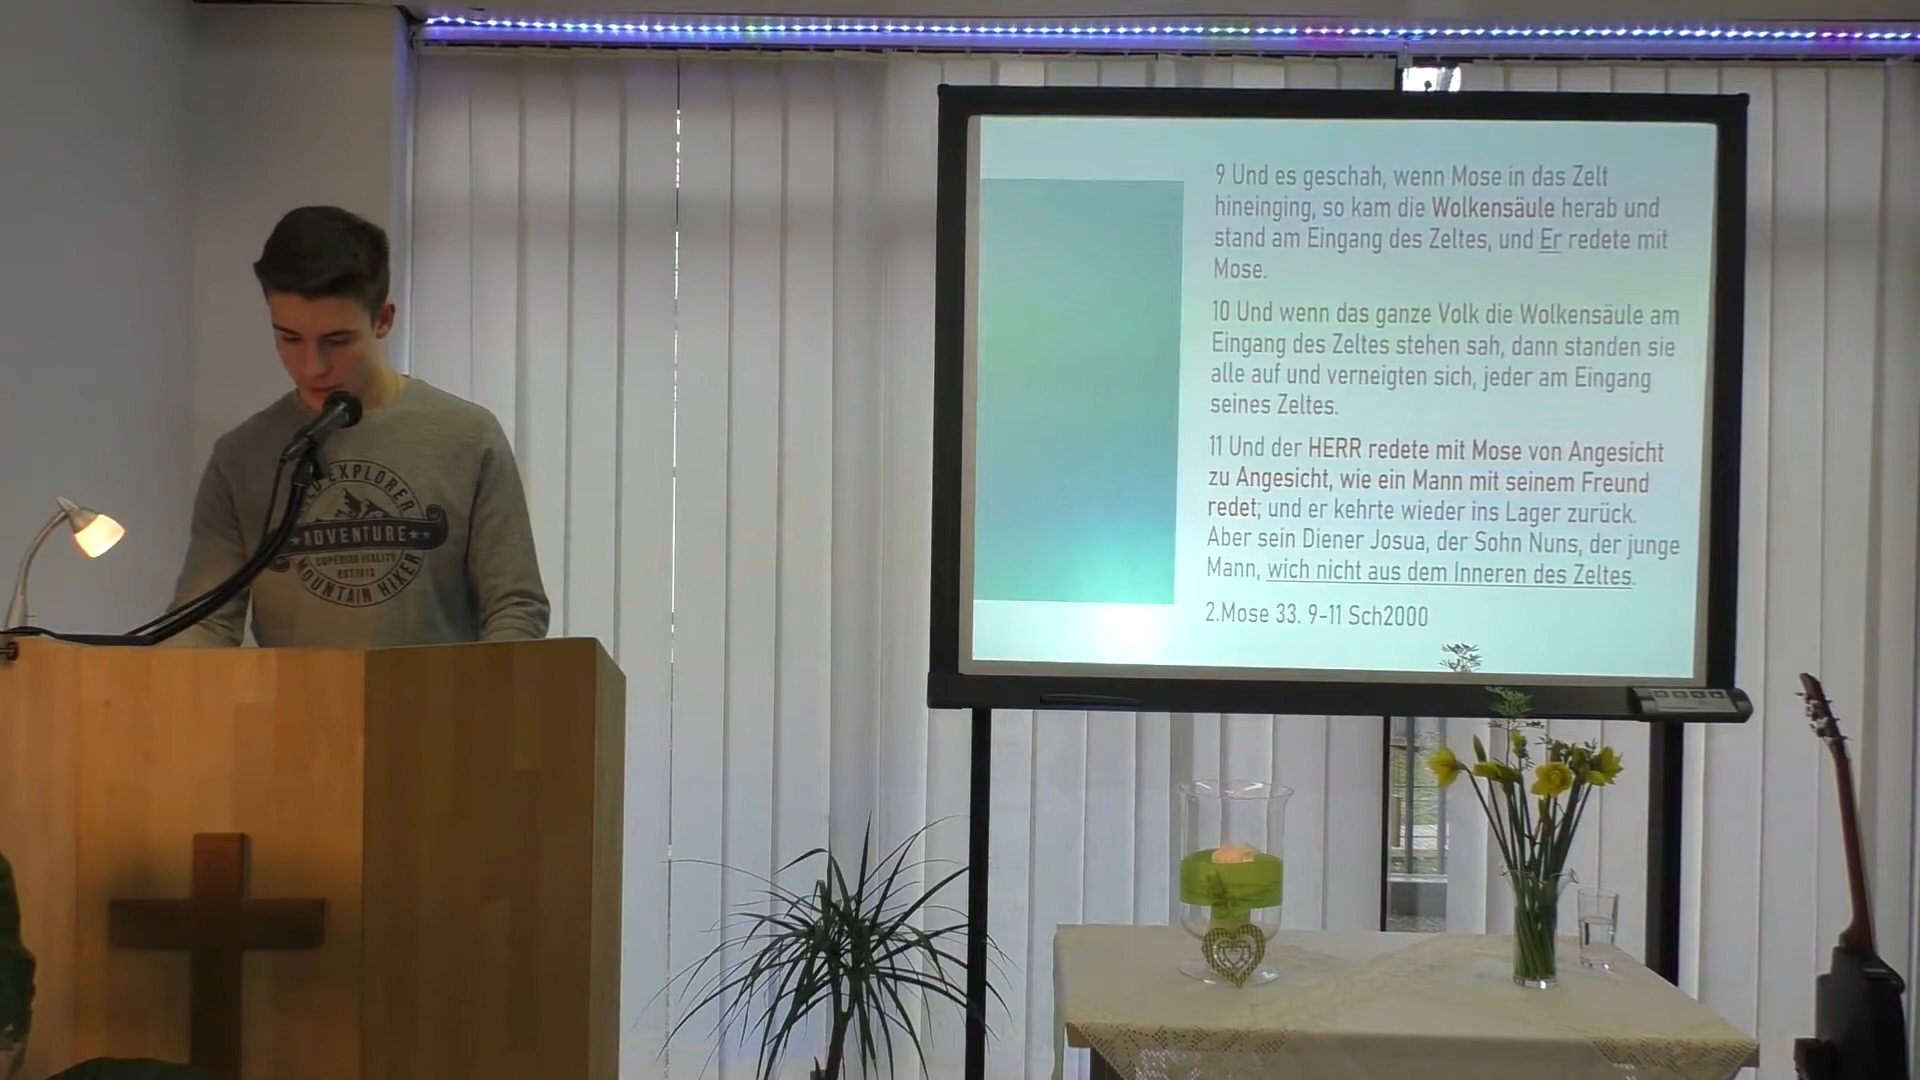 EXPLORER
ADVENTURE
SUPERIOR QUALITY
MOUNTAIN HIKER
9 Und es geschah, wenn Mose in das Zelt
hineinging, so kam die Wolkensäule herab und
stand am Eingang des Zeltes, und Er redete mit
Mose.
10 Und wenn das ganze Volk die Wolkensäule am
Eingang des Zeltes stehen sah, dann standen sie
alle auf und verneigten sich, jeder am Eingang
seines Zeltes.
11 Und der HERR redete mit Mose von Angesicht
zu Angesicht, wie ein Mann mit seinem Freund
redet; und er kehrte wieder ins Lager zurück.
Aber sein Diener Josua, der Sohn Nuns, der junge
Mann, wich nicht aus dem Inneren des Zeltes.
2.Mose 33. 9-11 Sch2000